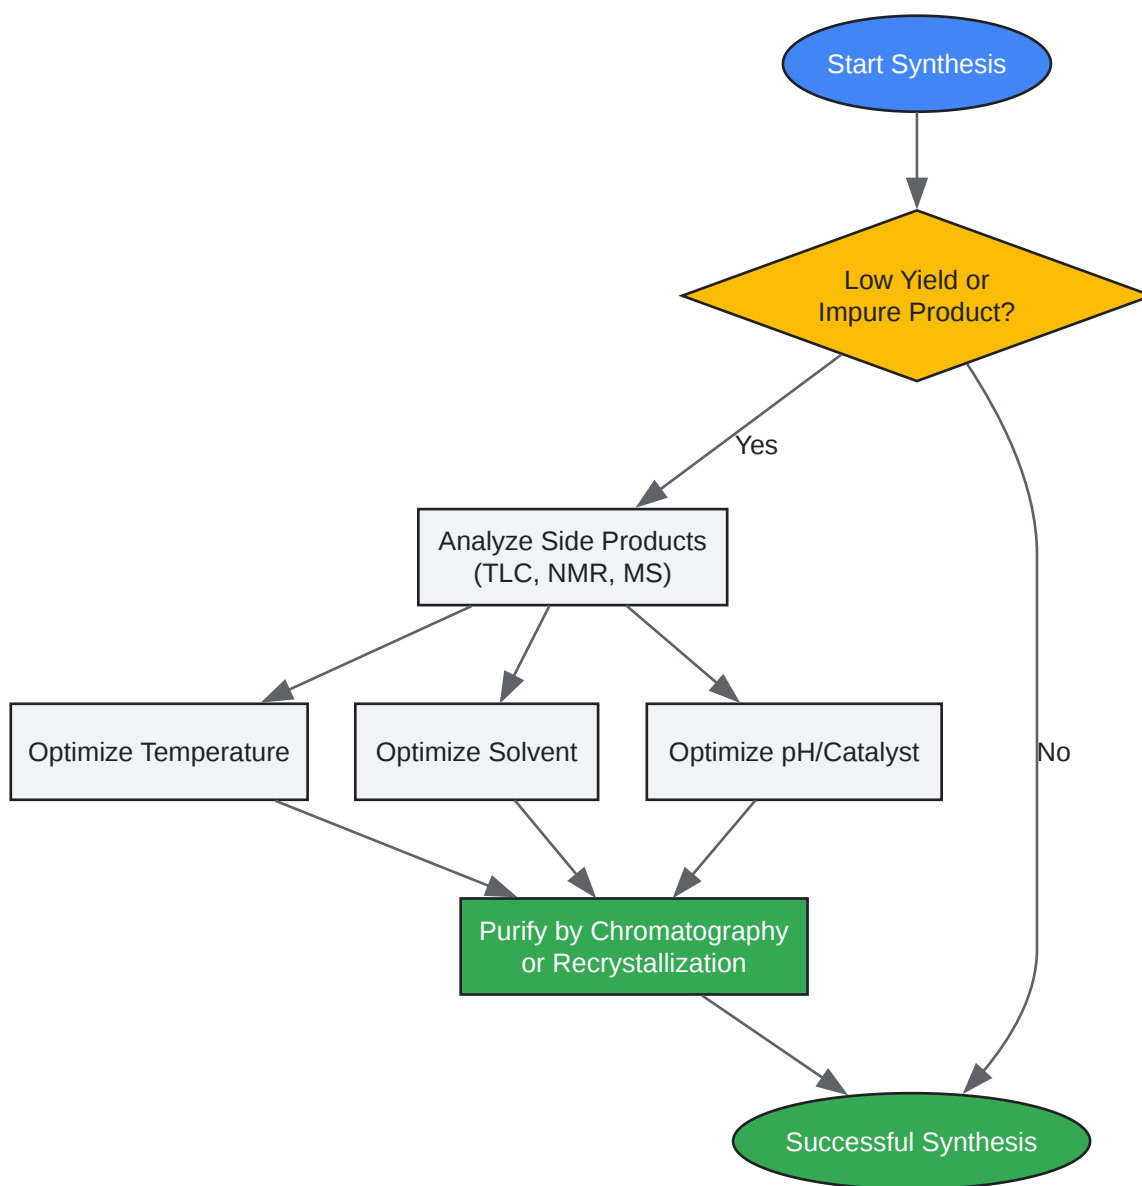 Start Synthesis
Low Yield or
Impure Product?
Yes
Analyze Side Products
(TLC, NMR, MS)
Optimize Temperature
Optimize Solvent
Optimize pH/Catalyst
No
Purify by Chromatography
or Recrystallization
Successful Synthesis